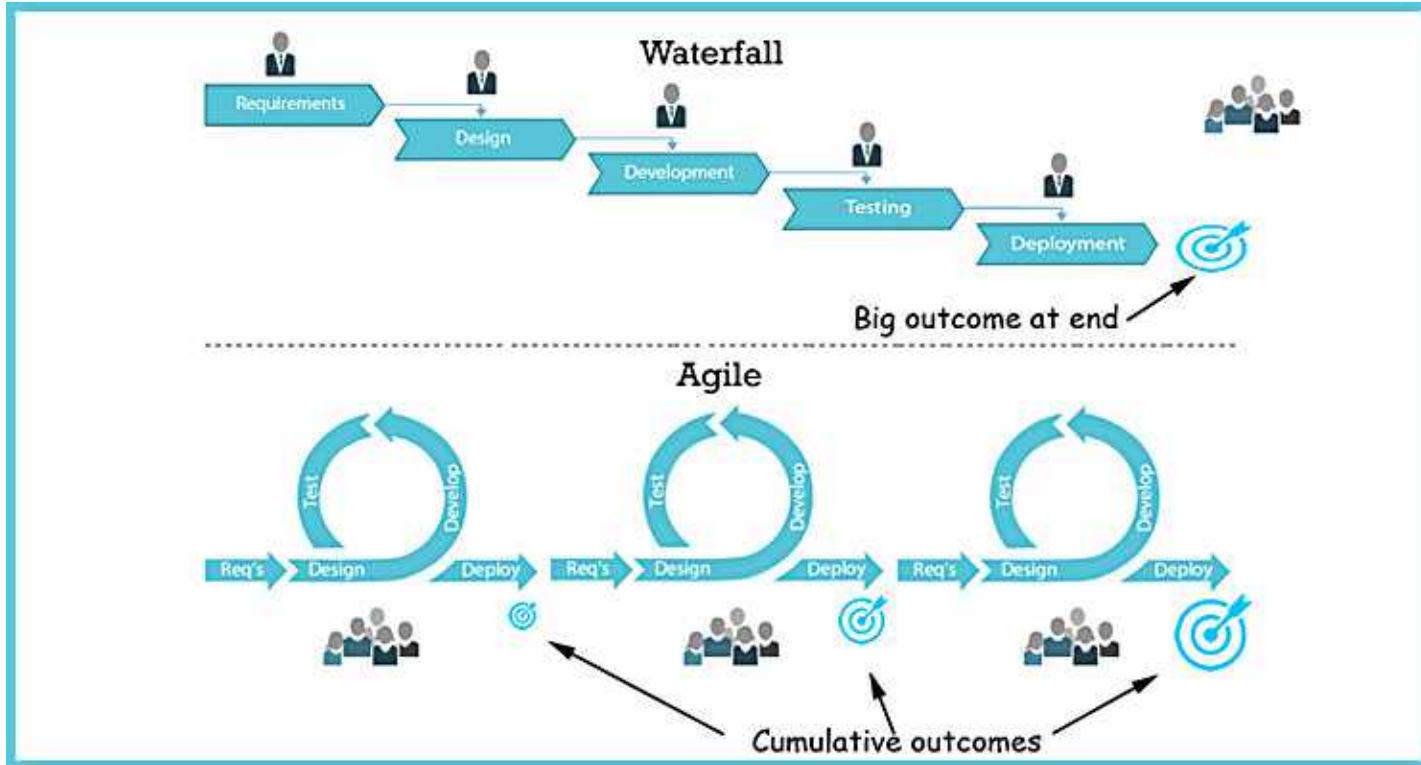 Waterfall
Requirements
Design
Development
Testing
Deployment
Big outcome at end
Agile
Test
Develop
Req's
Design
Deploy
Test
Develop
Req's
Design
Deploy
Test
Develop
Req's
Design
Deploy
Cumulative outcomes